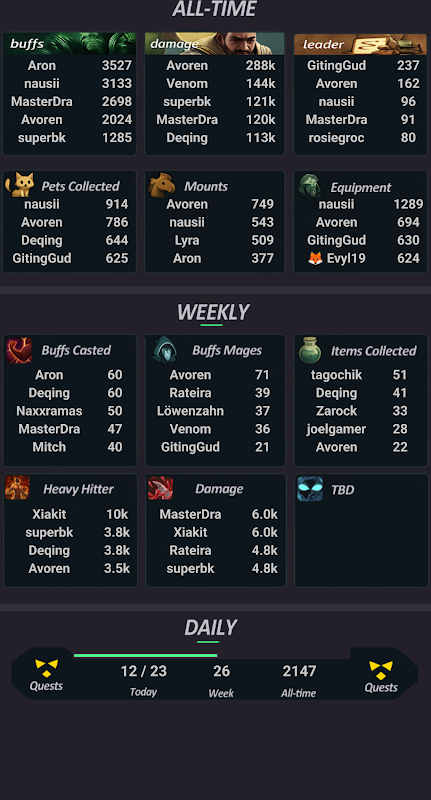 ALL-TIME
buffs
Aron 3527
nausii 3133
MasterDra 2698
Avoren 2024
superbk 1285
damage
Avoren 288k
Venom 144k
superbk 121k
MasterDra 120k
Deqing 113k
leader
GitingGud 237
Avoren 162
nausii 96
MasterDra 91
rosiegroc 80
Pets Collected
nausii 914
Avoren 786
Deqing 644
GitingGud 625
Mounts
Avoren 749
nausii 543
Lyra 509
Aron 377
Equipment
nausii 1289
Avoren 694
GitingGud 630
🦊 Evyl19 624
WEEKLY
Buffs Casted
Aron 60
Deqing 60
Naxxramas 50
MasterDra 47
Mitch 40
Buffs Mages
Avoren 71
Rateira 39
Löwenzahn 37
Venom 36
GitingGud 21
Items Collected
tagochik 51
Deqing 41
Zarock 33
joelgamer 28
Avoren 22
Heavy Hitter
Xiakit 10k
superbk 3.8k
Deqing 3.8k
Avoren 3.5k
Damage
MasterDra 6.0k
Xiakit 6.0k
Rateira 4.8k
superbk 4.8k
TBD
DAILY
Quests
12 / 23 26 2147
Today Week All-time
Quests